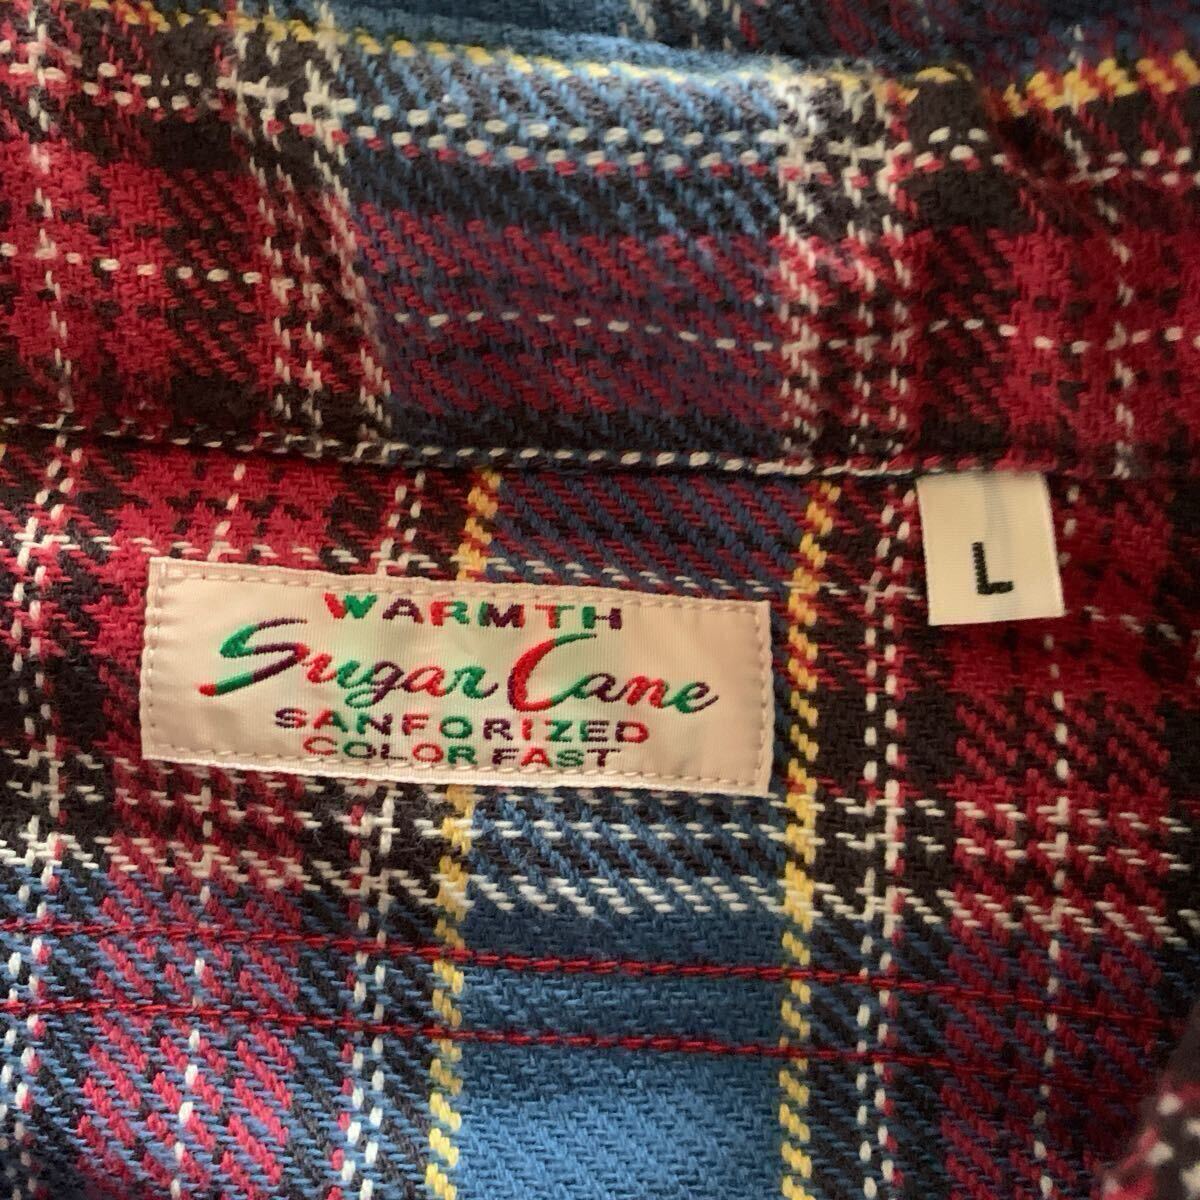 WARMTH
Sugar Cane
SANFORIZED
COLOR FAST
L